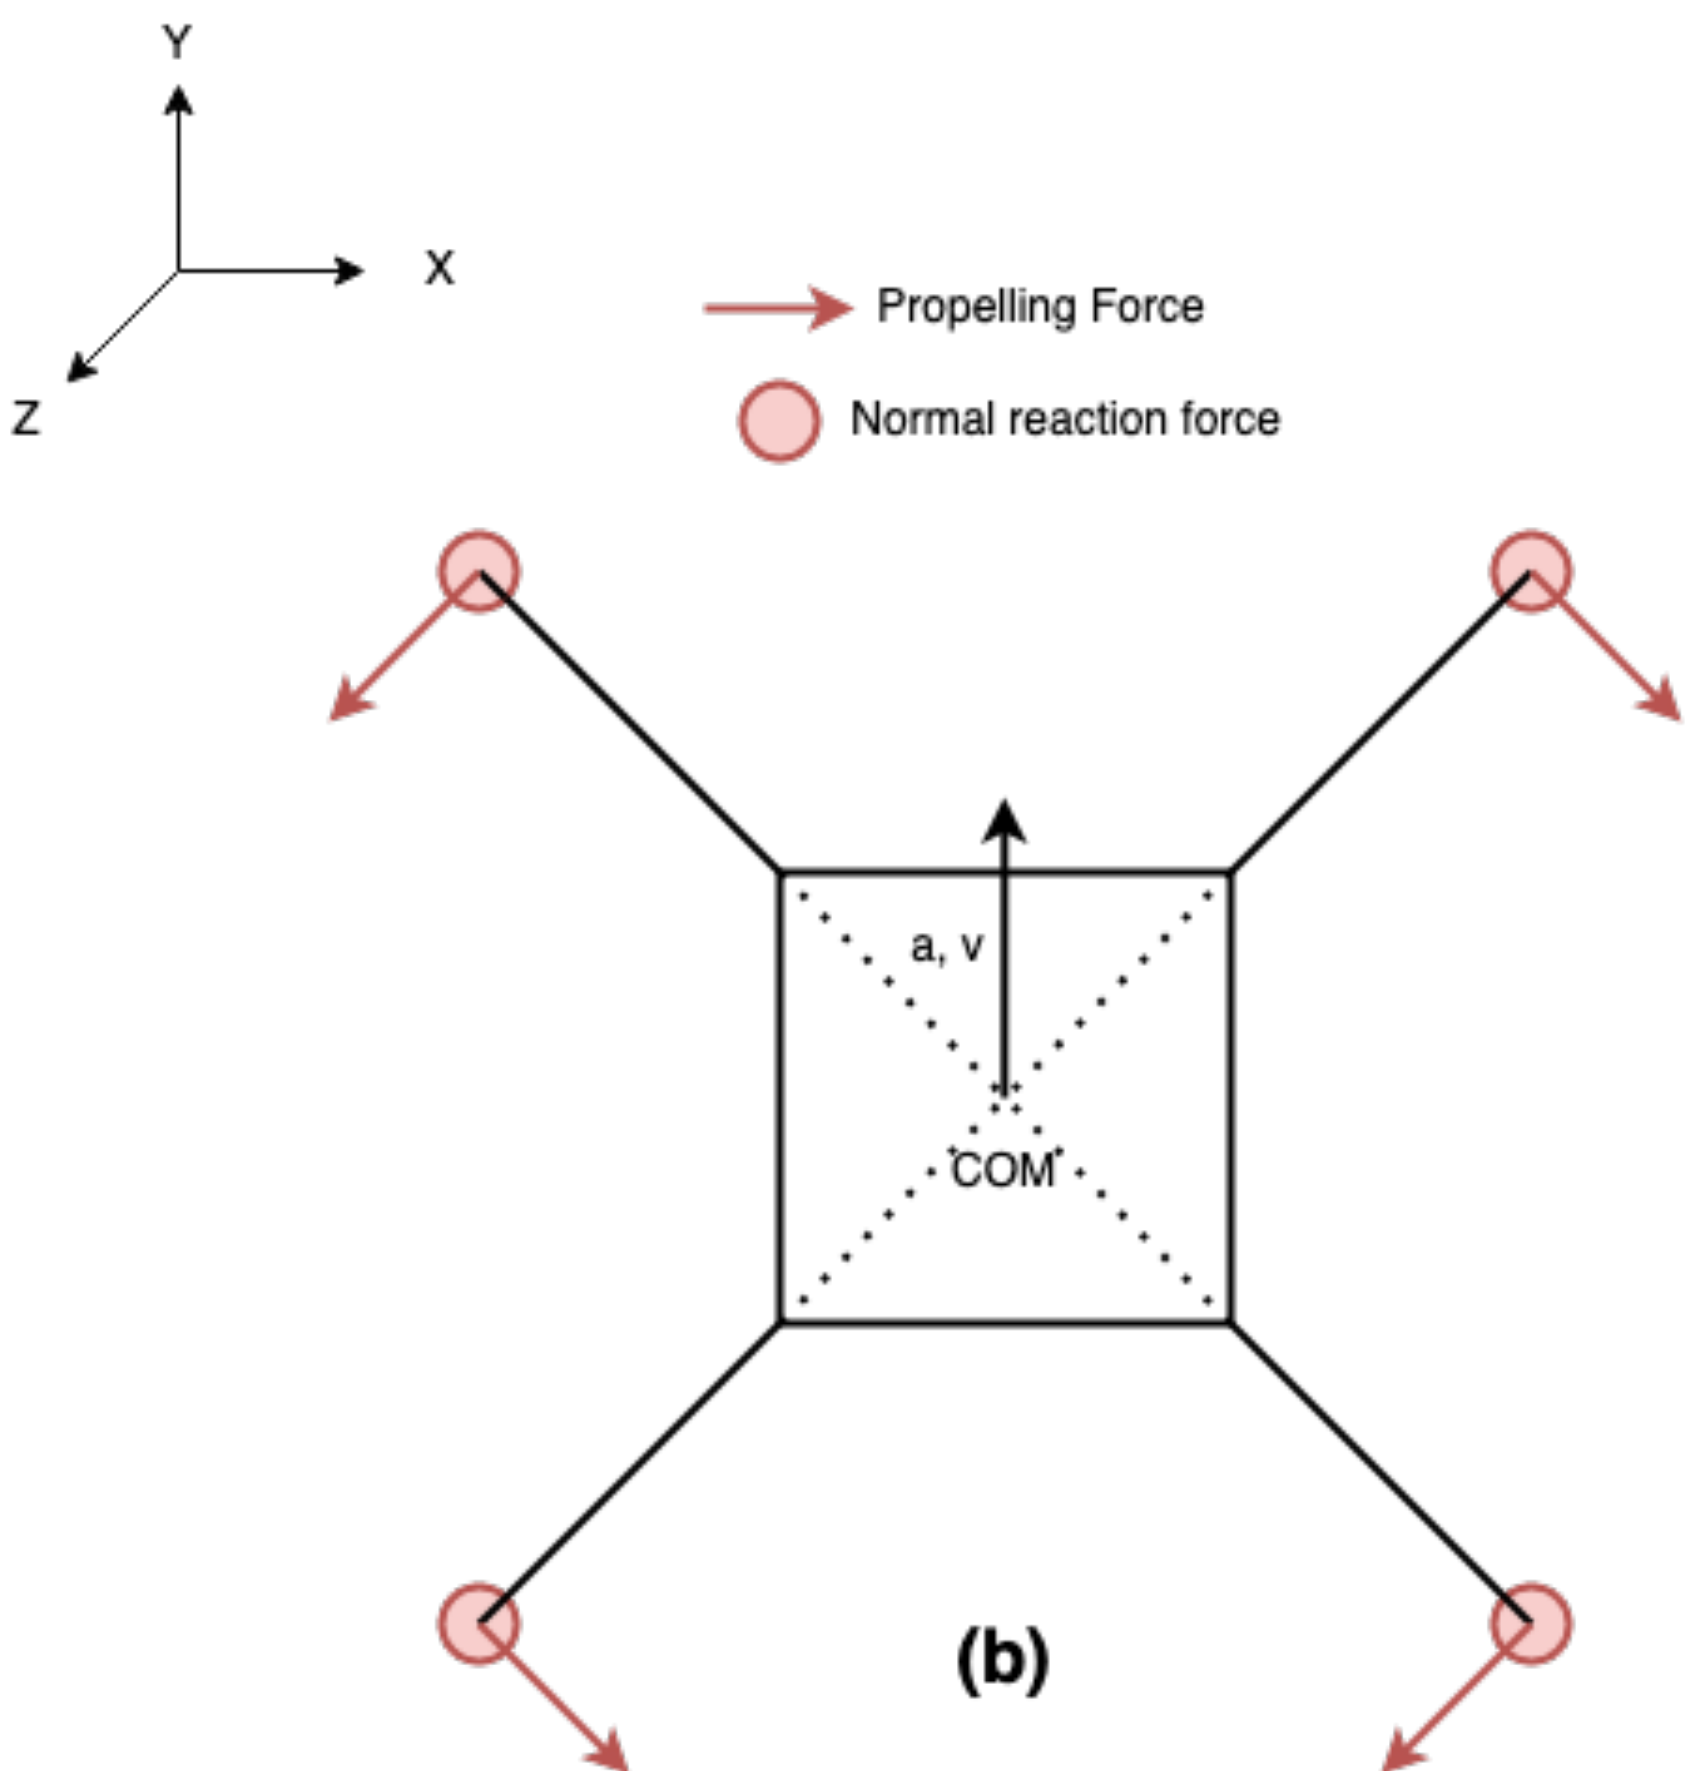 Y
X
Z
Propelling Force
Normal reaction force
a, v
COM
(b)